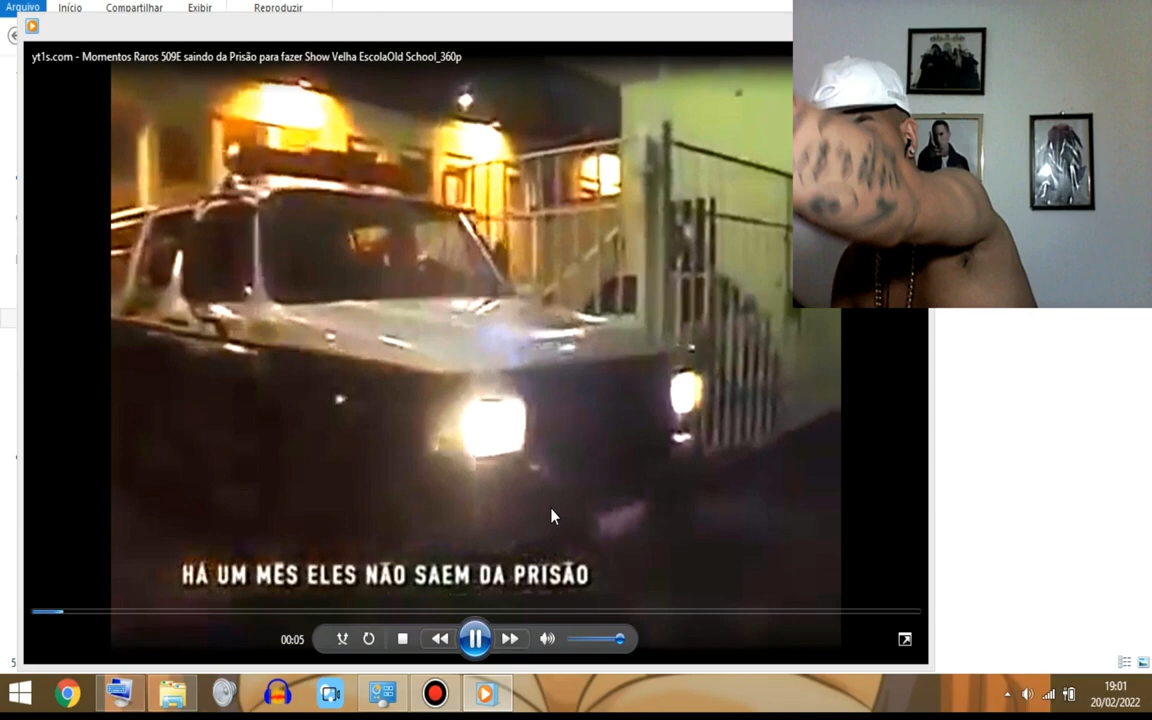 Arquivo Início Compartilhar Exibir Reproduzir
yt1s.com - Momentos Raros 509E saindo da Prisão para fazer Show Velha EscolaOld School_360p
HÁ UM MÊS ELES NÃO SAEM DA PRISÃO
00:05
5
19:01
20/02/2022